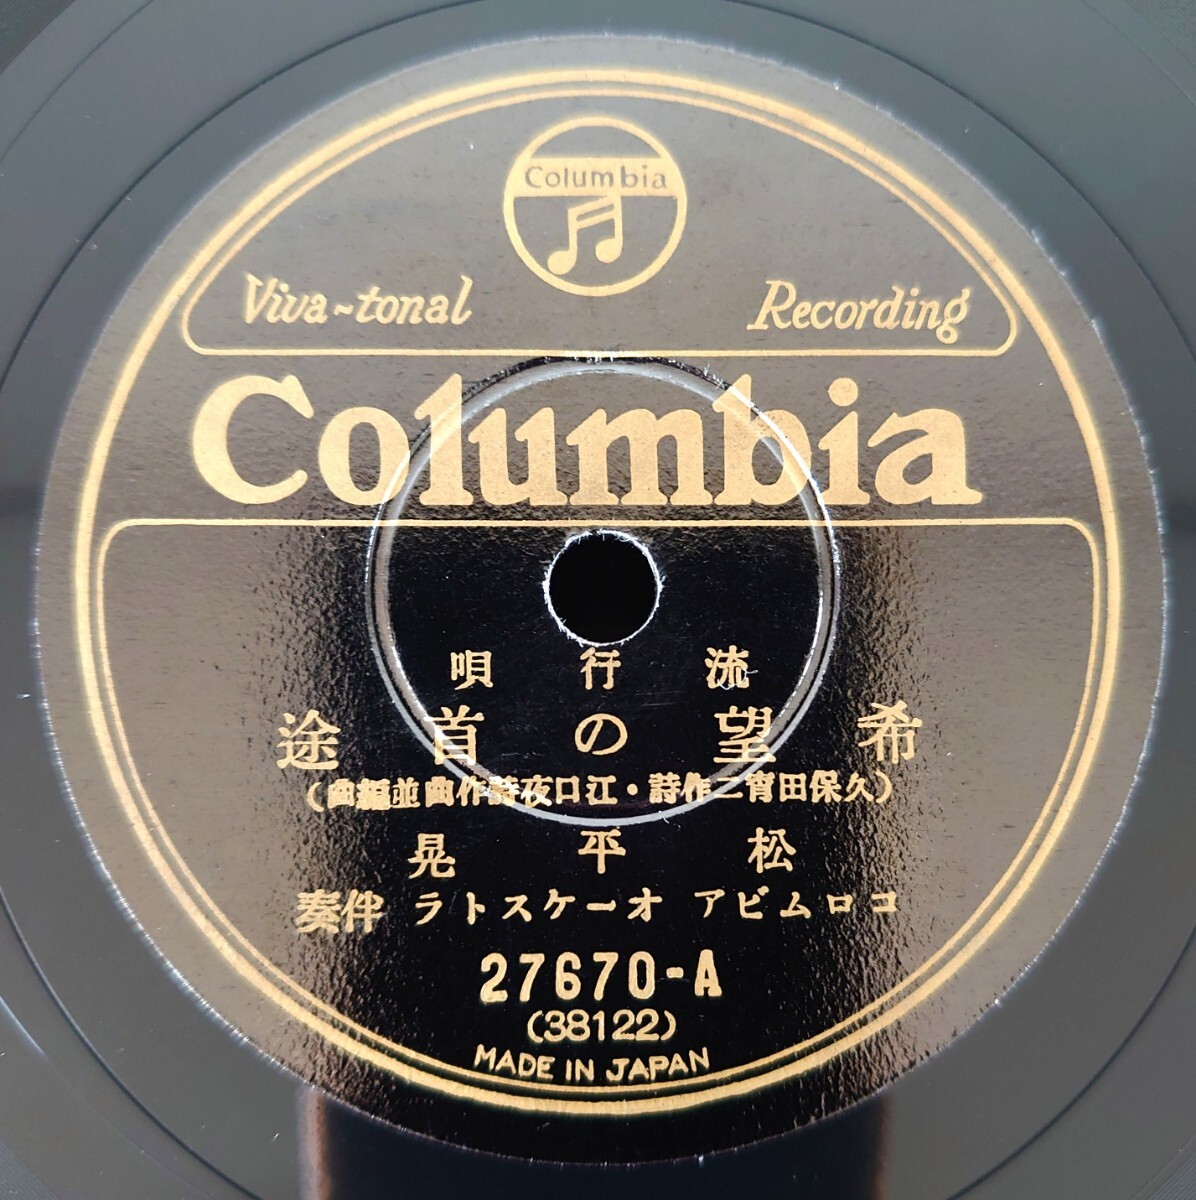 Columbia
Viva-tonal Recording
Columbia
流行唄
希望の首途
(久保田宵二作詩・江口夜詩作曲並編曲)
松平晃
コロムビア オーケストラ 伴奏
27670-A
(38122)
MADE IN JAPAN